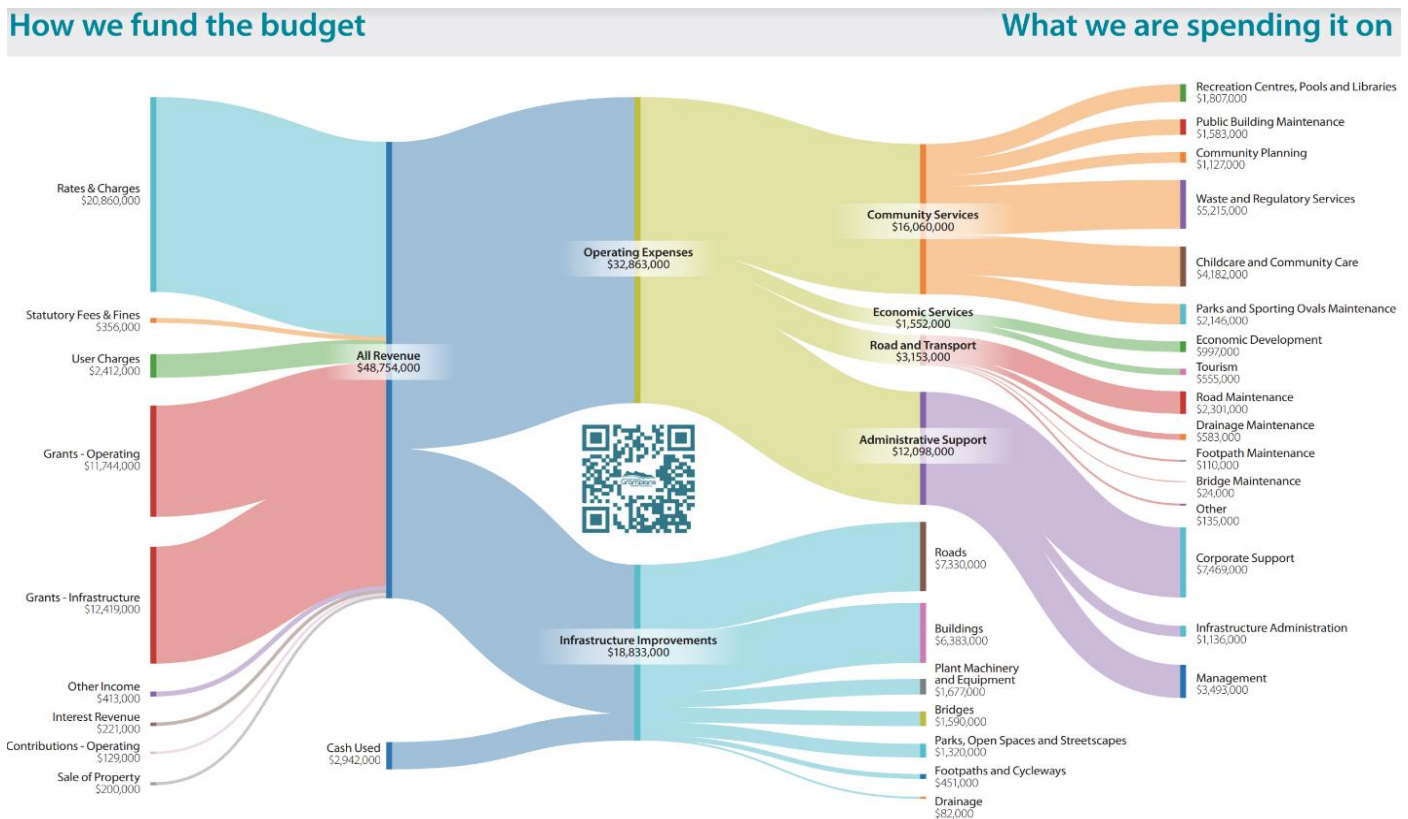 How we fund the budget
What we are spending it on
Rates & Charges
$20,860,000
Statutory Fees & Fines
$356,000
User Charges
$2,412,000
Grants - Operating
$11,744,000
Grants - Infrastructure
$12,419,000
Other Income
$413,000
Interest Revenue
$221,000
Contributions - Operating
$129,000
Sale of Property
$200,000
All Revenue
$48,754,000
Cash Used
$2,942,000
Operating Expenses
$32,863,000
Grampians
Infrastructure Improvements
$18,833,000
Community Services
$16,060,000
Economic Services
$1,552,000
Road and Transport
$3,153,000
Administrative Support
$12,098,000
Roads
$7,330,000
Buildings
$6,383,000
Plant Machinery
and Equipment
$1,677,000
Bridges
$1,590,000
Parks, Open Spaces and Streetscapes
$1,320,000
Footpaths and Cycleways
$451,000
Drainage
$82,000
Recreation Centres, Pools and Libraries
$1,807,000
Public Building Maintenance
$1,583,000
Community Planning
$1,127,000
Waste and Regulatory Services
$5,215,000
Childcare and Community Care
$4,182,000
Parks and Sporting Ovals Maintenance
$2,146,000
Economic Development
$997,000
Tourism
$555,000
Road Maintenance
$2,301,000
Drainage Maintenance
$583,000
Footpath Maintenance
$110,000
Bridge Maintenance
$24,000
Other
$135,000
Corporate Support
$7,469,000
Infrastructure Administration
$1,136,000
Management
$3,493,000